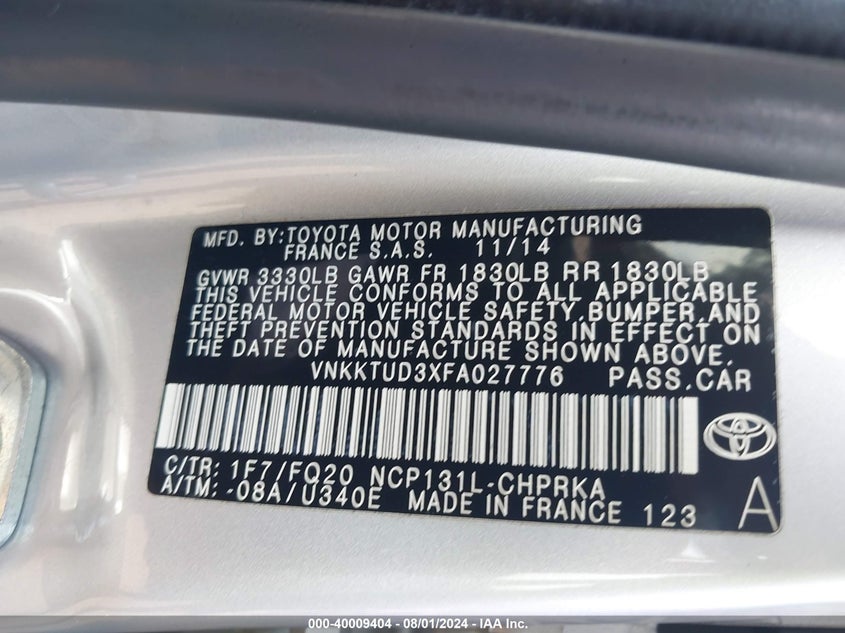 MFD. BY:TOYOTA MOTOR MANUFACTURING
FRANCE S.A.S. 11/14
GVWR 3330LB GAWR FR 1830LB RR 1830LB
THIS VEHICLE CONFORMS TO ALL APPLICABLE
FEDERAL MOTOR VEHICLE SAFETY, BUMPER, AND
THEFT PREVENTION STANDARDS IN EFFECT ON
THE DATE OF MANUFACTURE SHOWN ABOVE.
VNKKTUD3XFA027776 PASS.CAR
C/TR: 1F7/FQ20 NCP131L-CHPRKA
A/TM: -08A/U340E MADE IN FRANCE 123 A
000-40009404 - 08/01/2024 - IAA Inc.